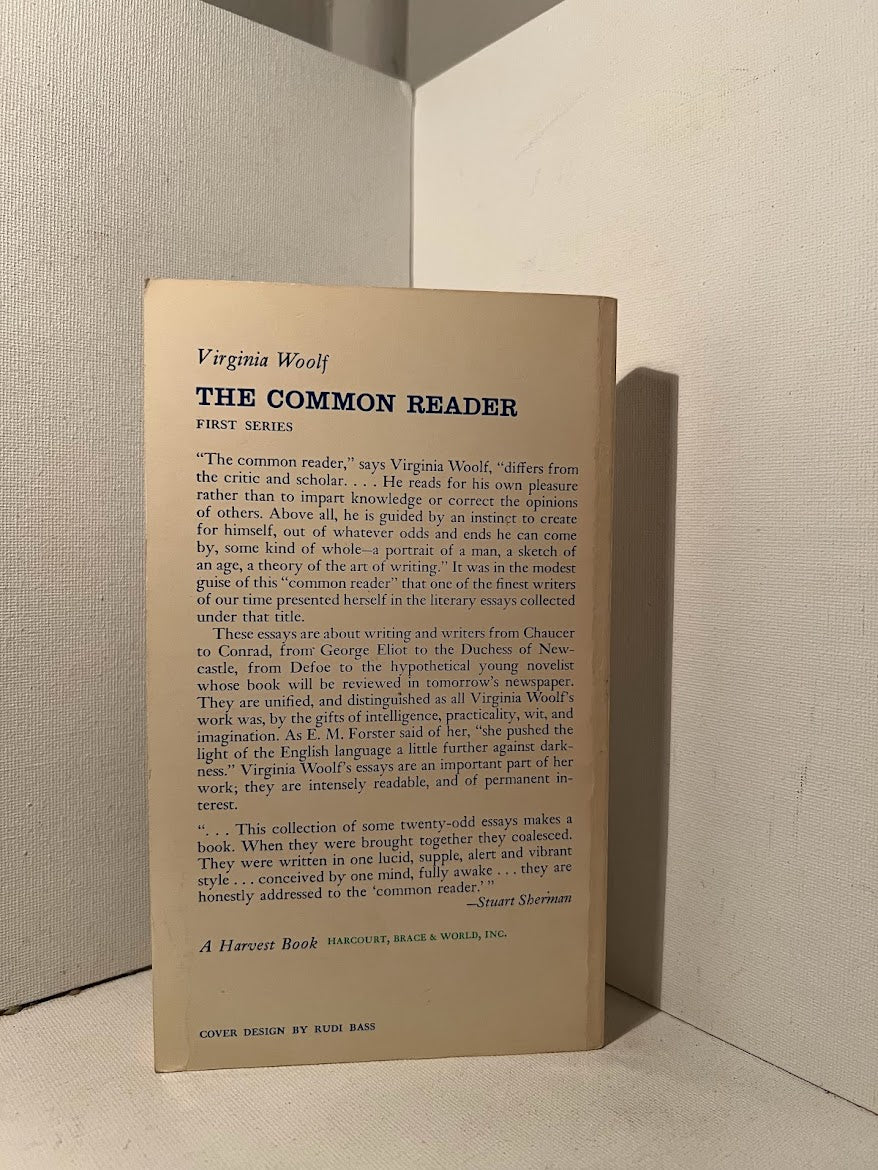 Virginia Woolf
THE COMMON READER
FIRST SERIES
“The common reader,” says Virginia Woolf, “differs from
the critic and scholar. . . . He reads for his own pleasure
rather than to impart knowledge or correct the opinions
of others. Above all, he is guided by an instinct to create
for himself, out of whatever odds and ends he can come
by, some kind of whole—a portrait of a man, a sketch of
an age, a theory of the art of writing.” It was in the modest
guise of this “common reader” that one of the finest writers
of our time presented herself in the literary essays collected
under that title.
These essays are about writing and writers from Chaucer
to Conrad, from George Eliot to the Duchess of New-
castle, from Defoe to the hypothetical young novelist
whose book will be reviewed in tomorrow’s newspaper.
They are unified, and distinguished as all Virginia Woolf’s
work was, by the gifts of intelligence, practicality, wit, and
imagination. As E. M. Forster said of her, “she pushed the
light of the English language a little further against dark-
ness.” Virginia Woolf’s essays are an important part of her
work; they are intensely readable, and of permanent in-
terest.
“. . . This collection of some twenty-odd essays makes a
book. When they were brought together they coalesced.
They were written in one lucid, supple, alert and vibrant
style . . . conceived by one mind, fully awake . . . they are
honestly addressed to the ‘common reader.’ ”
—Stuart Sherman
A Harvest Book HARCOURT, BRACE & WORLD, INC.
COVER DESIGN BY RUDI BASS